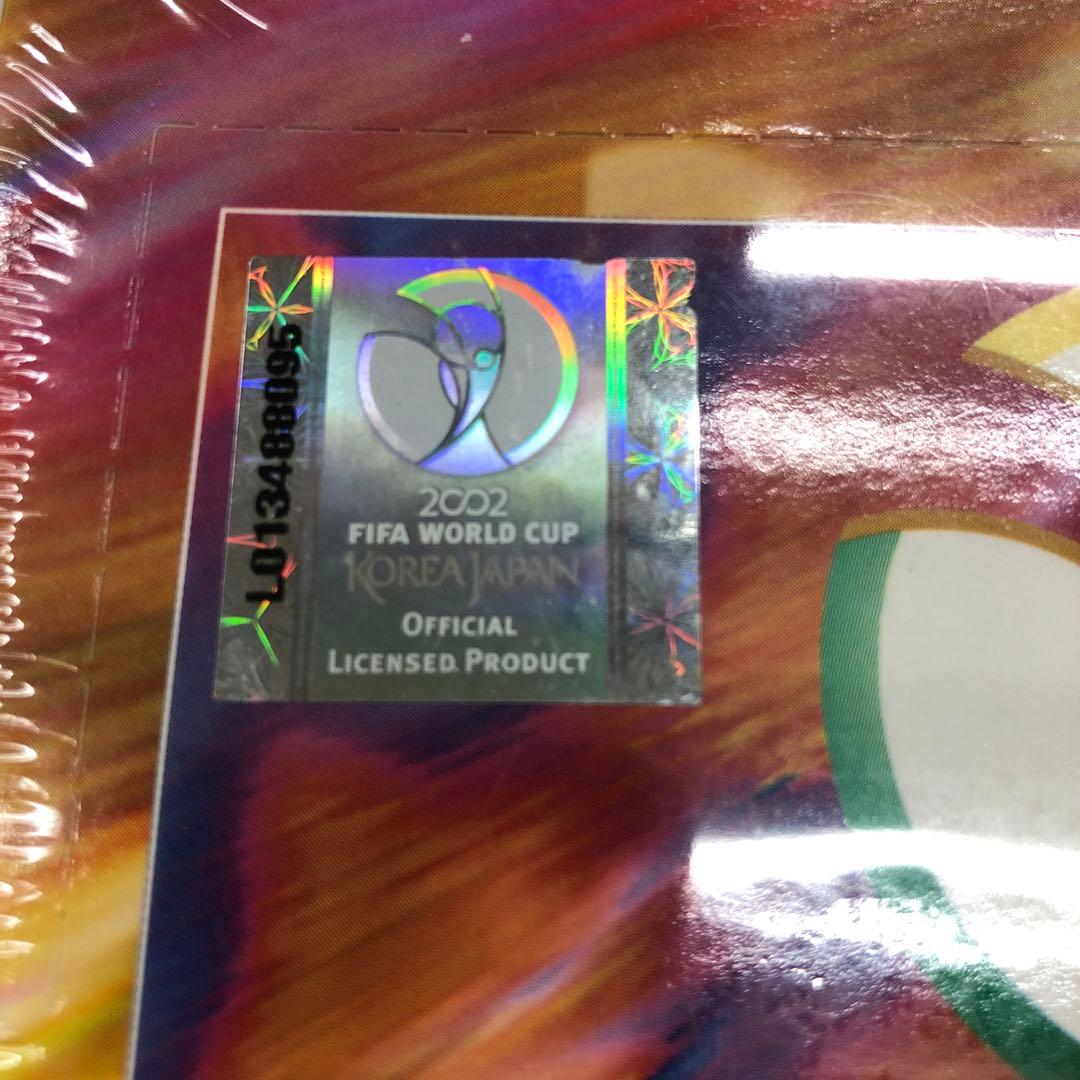 L013488095
2002
FIFA WORLD CUP
KOREA JAPAN
OFFICIAL
LICENSED PRODUCT